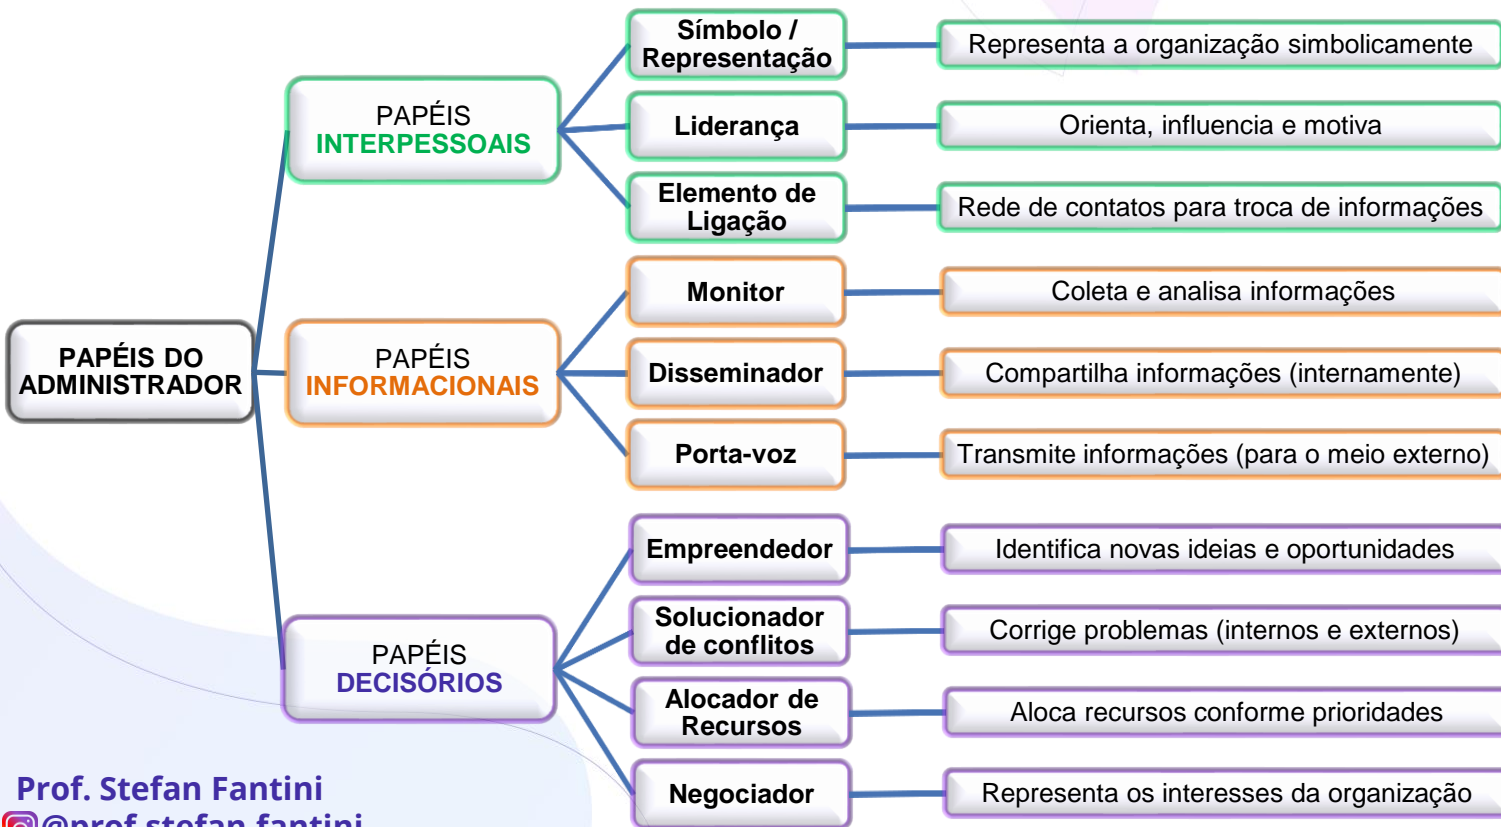 PAPÉIS DO
ADMINISTRADOR
PAPÉIS
INTERPESSOAIS
Símbolo /
Representação
Representa a organização simbolicamente
Liderança
Orienta, influencia e motiva
Elemento de
Ligação
Rede de contatos para troca de informações
PAPÉIS
INFORMACIONAIS
Monitor
Coleta e analisa informações
Disseminador
Compartilha informações (internamente)
Porta-voz
Transmite informações (para o meio externo)
PAPÉIS
DECISÓRIOS
Empreendedor
Identifica novas ideias e oportunidades
Solucionador
de conflitos
Corrige problemas (internos e externos)
Alocador de
Recursos
Aloca recursos conforme prioridades
Negociador
Representa os interesses da organização
Prof. Stefan Fantini
@prof.stefan.fantini